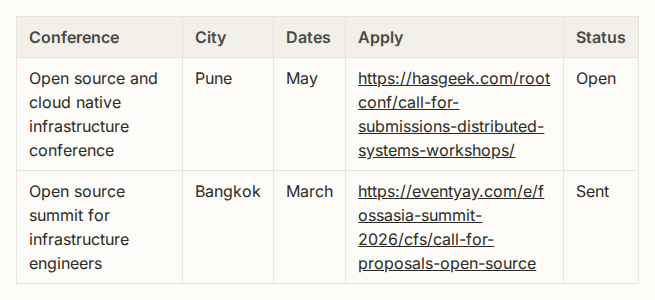 Conference City Dates Apply Status
Open source and Pune May https://hasgeek.com/root Open
cloud native conf/call-for-
infrastructure submissions-distributed-
conference systems-workshops/
Open source Bangkok March https://eventyay.com/e/f Sent
summit for ossasia-summit-
infrastructure 2026/cfs/call-for-
engineers proposals-open-source